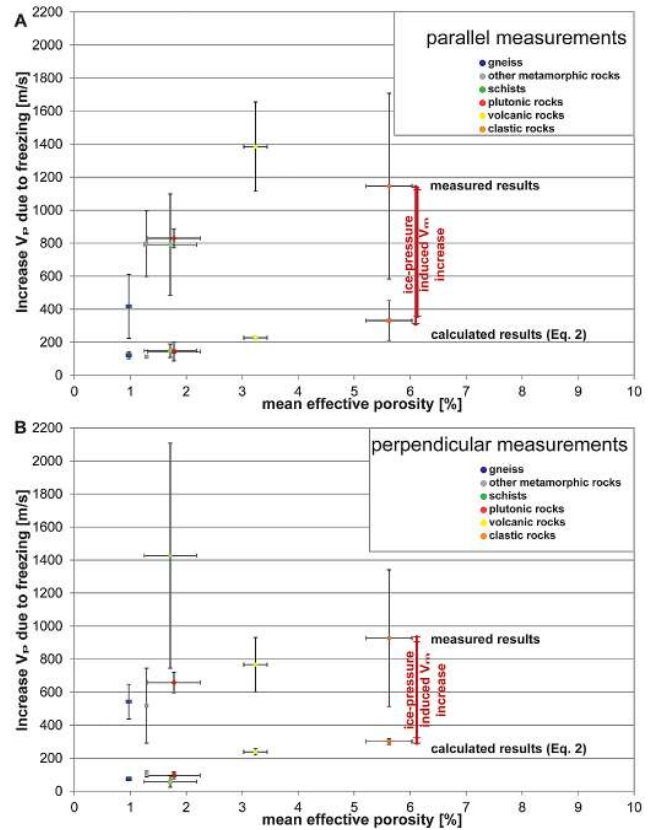 A
2200
2000
1800
1600
1400
1200
1000
800
600
400
200
0
Increase Vₚ due to freezing [m/s]
parallel measurements
gneiss
other metamorphic rocks
schists
plutonic rocks
volcanic rocks
clastic rocks
measured results
ice-pressure
induced Vₘ
increase
calculated results (Eq. 2)
0 1 2 3 4 5 6 7 8 9 10
mean effective porosity [%]
B
2200
2000
1800
1600
1400
1200
1000
800
600
400
200
0
Increase Vₚ due to freezing [m/s]
perpendicular measurements
gneiss
other metamorphic rocks
schists
plutonic rocks
volcanic rocks
clastic rocks
measured results
ice-pressure
induced Vₘ
increase
calculated results (Eq. 2)
0 1 2 3 4 5 6 7 8 9 10
mean effective porosity [%]